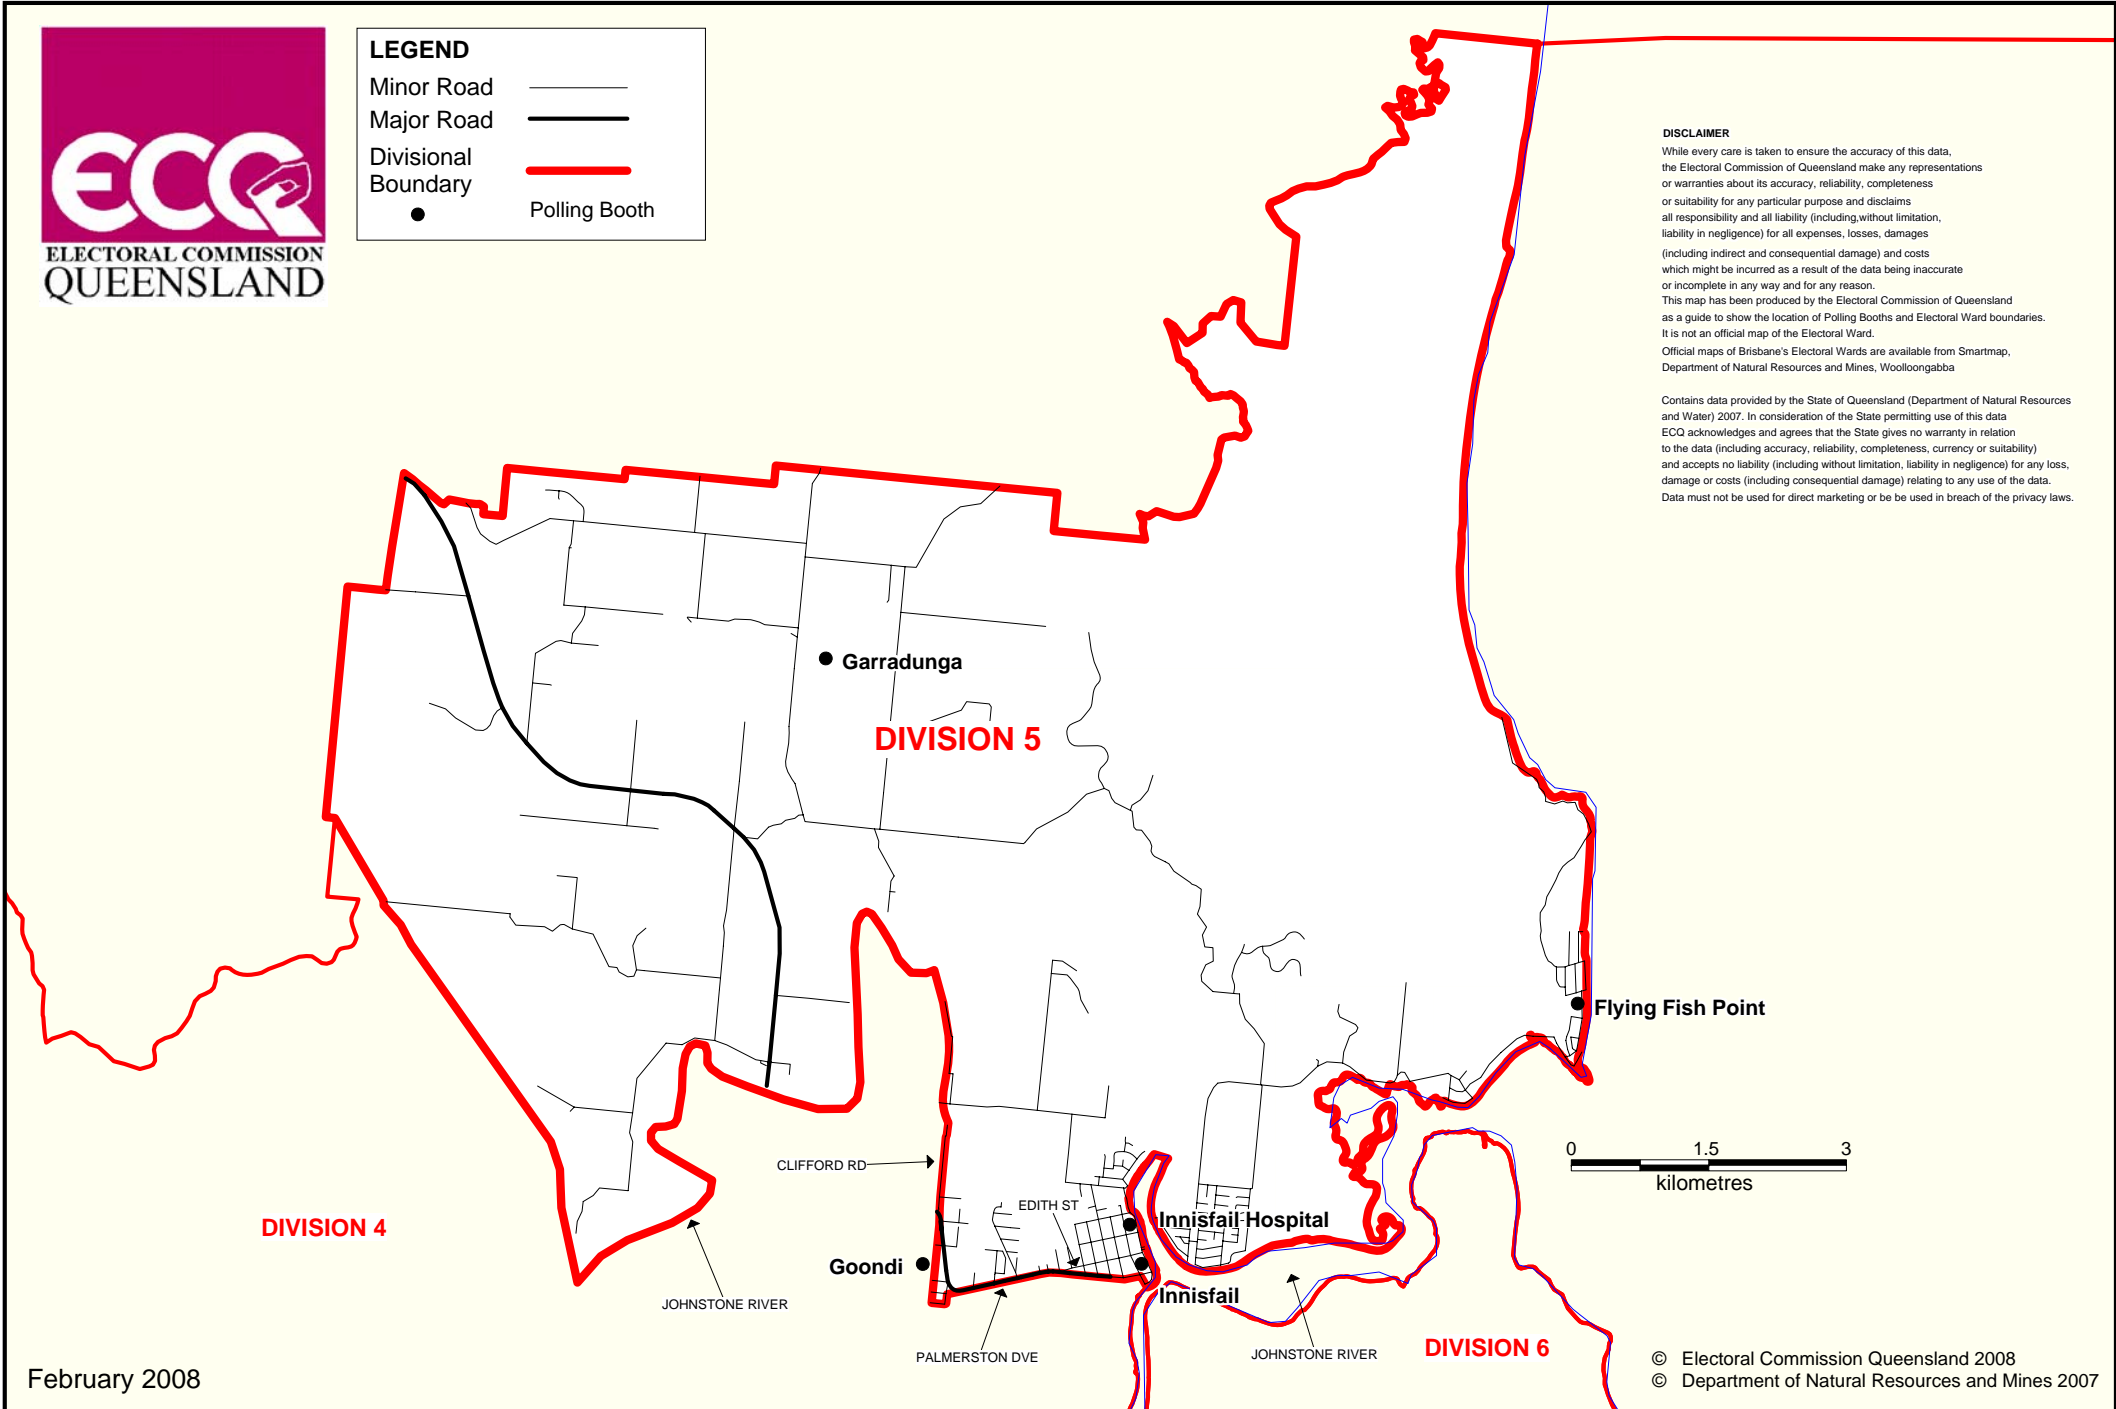 ECQ
ELECTORAL COMMISSION
QUEENSLAND
LEGEND
Minor Road
Major Road
Divisional
Boundary
Polling Booth
DISCLAIMER
While every care is taken to ensure the accuracy of this data,
the Electoral Commission of Queensland make any representations
or warranties about its accuracy, reliability, completeness
or suitability for any particular purpose and disclaims
all responsibility and all liability (including,without limitation,
liability in negligence) for all expenses, losses, damages
(including indirect and consequential damage) and costs
which might be incurred as a result of the data being inaccurate
or incomplete in any way and for any reason.
This map has been produced by the Electoral Commission of Queensland
as a guide to show the location of Polling Booths and Electoral Ward boundaries.
It is not an official map of the Electoral Ward.
Official maps of Brisbane's Electoral Wards are available from Smartmap,
Department of Natural Resources and Mines, Woolloongabba
Contains data provided by the State of Queensland (Department of Natural Resources
and Water) 2007. In consideration of the State permitting use of this data
ECQ acknowledges and agrees that the State gives no warranty in relation
to the data (including accuracy, reliability, completeness, currency or suitability)
and accepts no liability (including without limitation, liability in negligence) for any loss,
damage or costs (including consequential damage) relating to any use of the data.
Data must not be used for direct marketing or be be used in breach of the privacy laws.
Garradunga
DIVISION 5
Flying Fish Point
0 1.5 3
kilometres
CLIFFORD RD
EDITH ST
Innisfail Hospital
DIVISION 4
Goondi
Innisfail
JOHNSTONE RIVER
PALMERSTON DVE
JOHNSTONE RIVER
DIVISION 6
February 2008
© Electoral Commission Queensland 2008
© Department of Natural Resources and Mines 2007